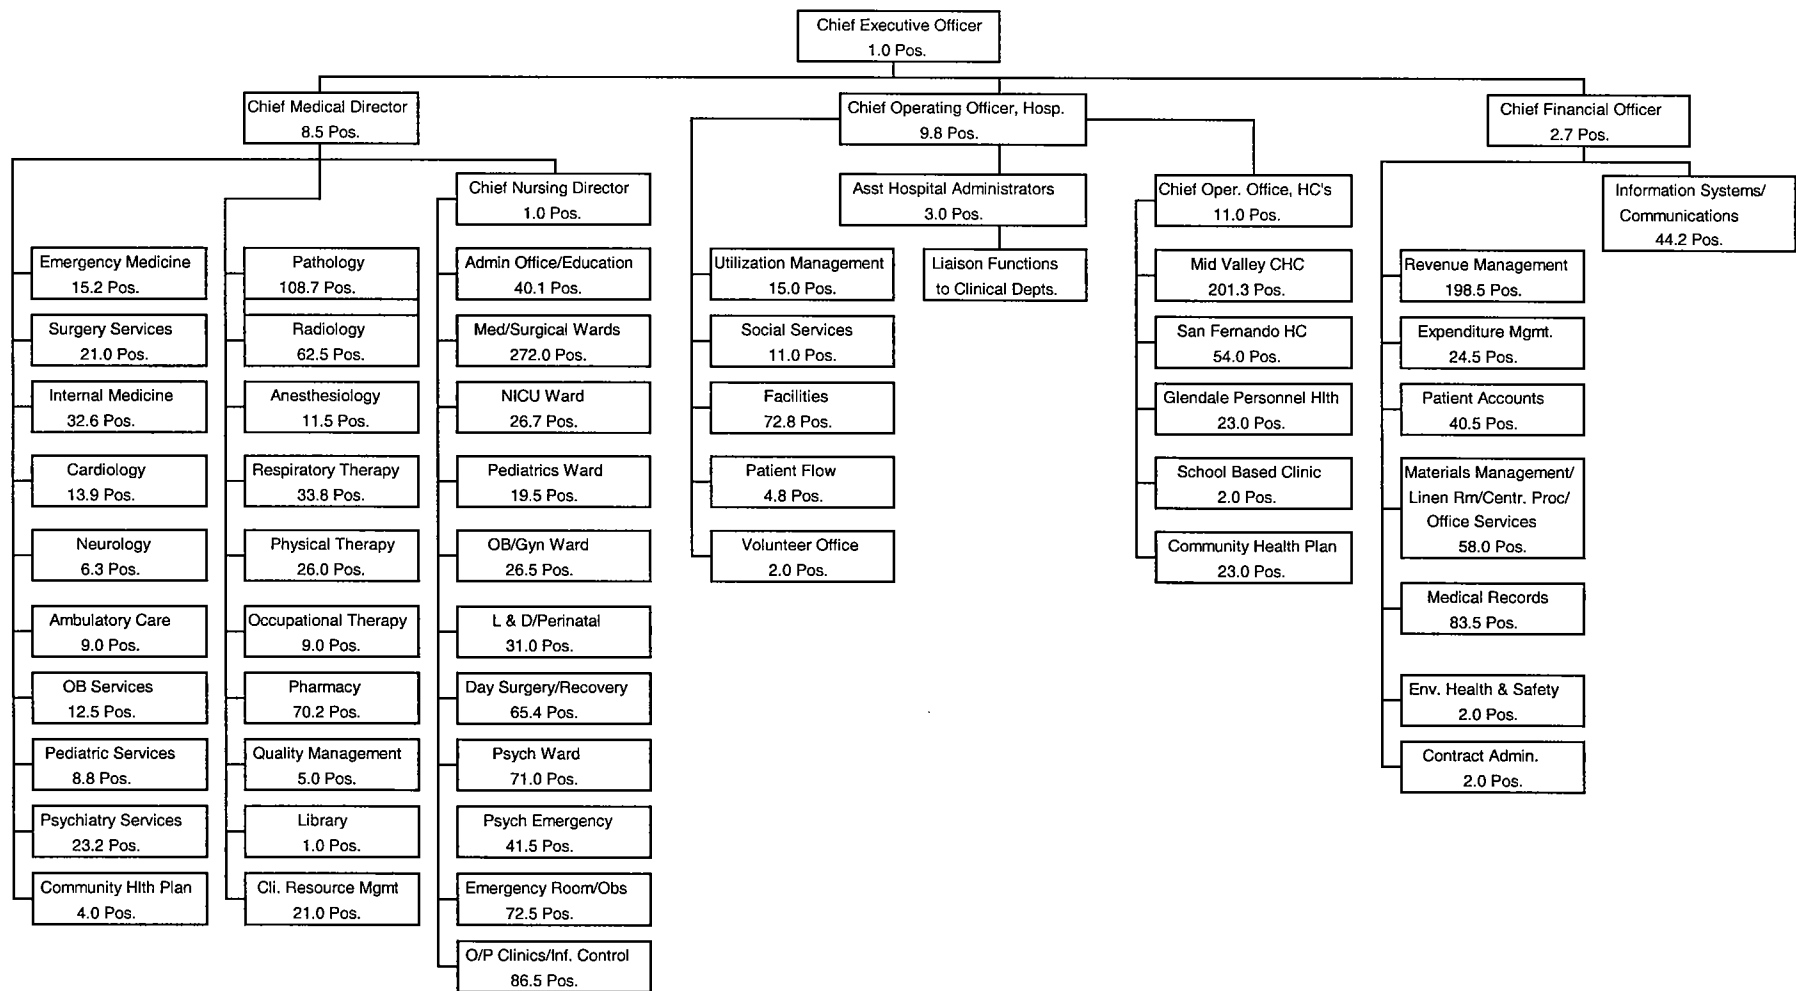 Chief Executive Officer
1.0 Pos.
Chief Medical Director
8.5 Pos.
Chief Operating Officer, Hosp.
9.8 Pos.
Chief Financial Officer
2.7 Pos.
Emergency Medicine
15.2 Pos.
Surgery Services
21.0 Pos.
Internal Medicine
32.6 Pos.
Cardiology
13.9 Pos.
Neurology
6.3 Pos.
Ambulatory Care
9.0 Pos.
OB Services
12.5 Pos.
Pediatric Services
8.8 Pos.
Psychiatry Services
23.2 Pos.
Community Hlth Plan
4.0 Pos.
Pathology
108.7 Pos.
Radiology
62.5 Pos.
Anesthesiology
11.5 Pos.
Respiratory Therapy
33.8 Pos.
Physical Therapy
26.0 Pos.
Occupational Therapy
9.0 Pos.
Pharmacy
70.2 Pos.
Quality Management
5.0 Pos.
Library
1.0 Pos.
Cli. Resource Mgmt
21.0 Pos.
Chief Nursing Director
1.0 Pos.
Admin Office/Education
40.1 Pos.
Med/Surgical Wards
272.0 Pos.
NICU Ward
26.7 Pos.
Pediatrics Ward
19.5 Pos.
OB/Gyn Ward
26.5 Pos.
L & D/Perinatal
31.0 Pos.
Day Surgery/Recovery
65.4 Pos.
Psych Ward
71.0 Pos.
Psych Emergency
41.5 Pos.
Emergency Room/Obs
72.5 Pos.
O/P Clinics/Inf. Control
86.5 Pos.
Utilization Management
15.0 Pos.
Social Services
11.0 Pos.
Facilities
72.8 Pos.
Patient Flow
4.8 Pos.
Volunteer Office
2.0 Pos.
Asst Hospital Administrators
3.0 Pos.
Liaison Functions
to Clinical Depts.
Chief Oper. Office, HC's
11.0 Pos.
Mid Valley CHC
201.3 Pos.
San Fernando HC
54.0 Pos.
Glendale Personnel Hlth
23.0 Pos.
School Based Clinic
2.0 Pos.
Community Health Plan
23.0 Pos.
Information Systems/
Communications
44.2 Pos.
Revenue Management
198.5 Pos.
Expenditure Mgmt.
24.5 Pos.
Patient Accounts
40.5 Pos.
Materials Management/
Linen Rm/Centr. Proc/
Office Services
58.0 Pos.
Medical Records
83.5 Pos.
Env. Health & Safety
2.0 Pos.
Contract Admin.
2.0 Pos.